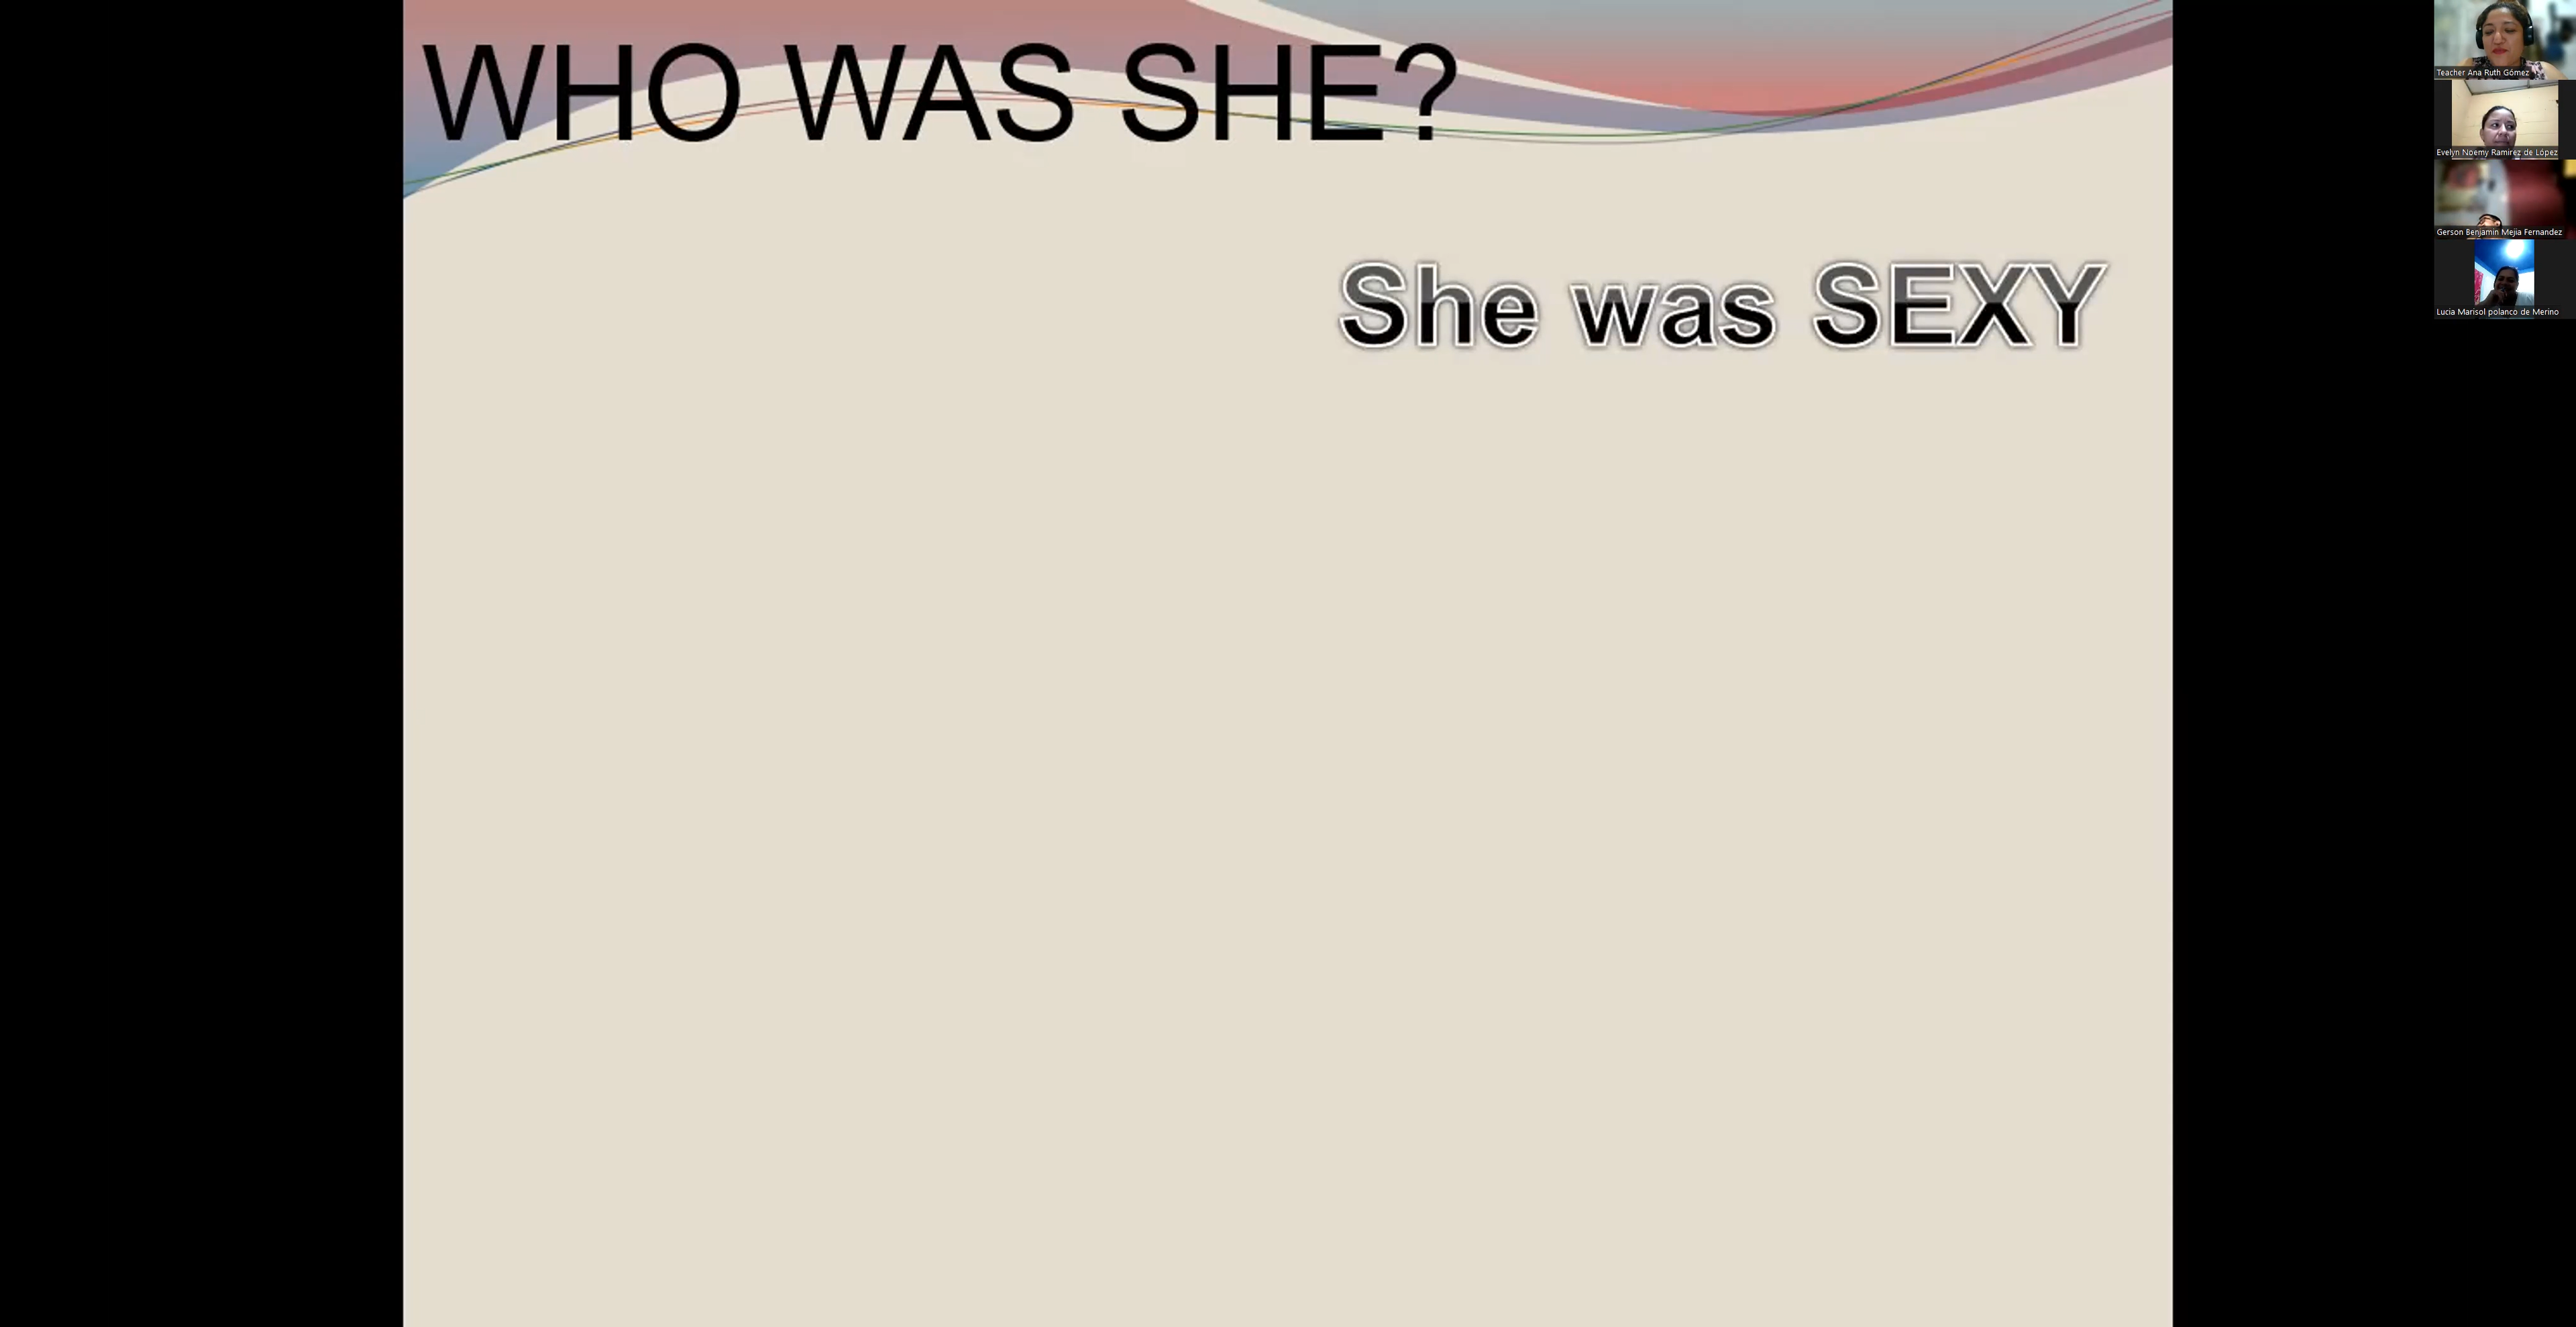 WHO WAS SHE?
She was SEXY
Teacher Ana Ruth Gómez
Evelyn Noemy Ramirez de López
Gerson Benjamin Mejia Fernandez
Lucia Marisol polanco de Merino